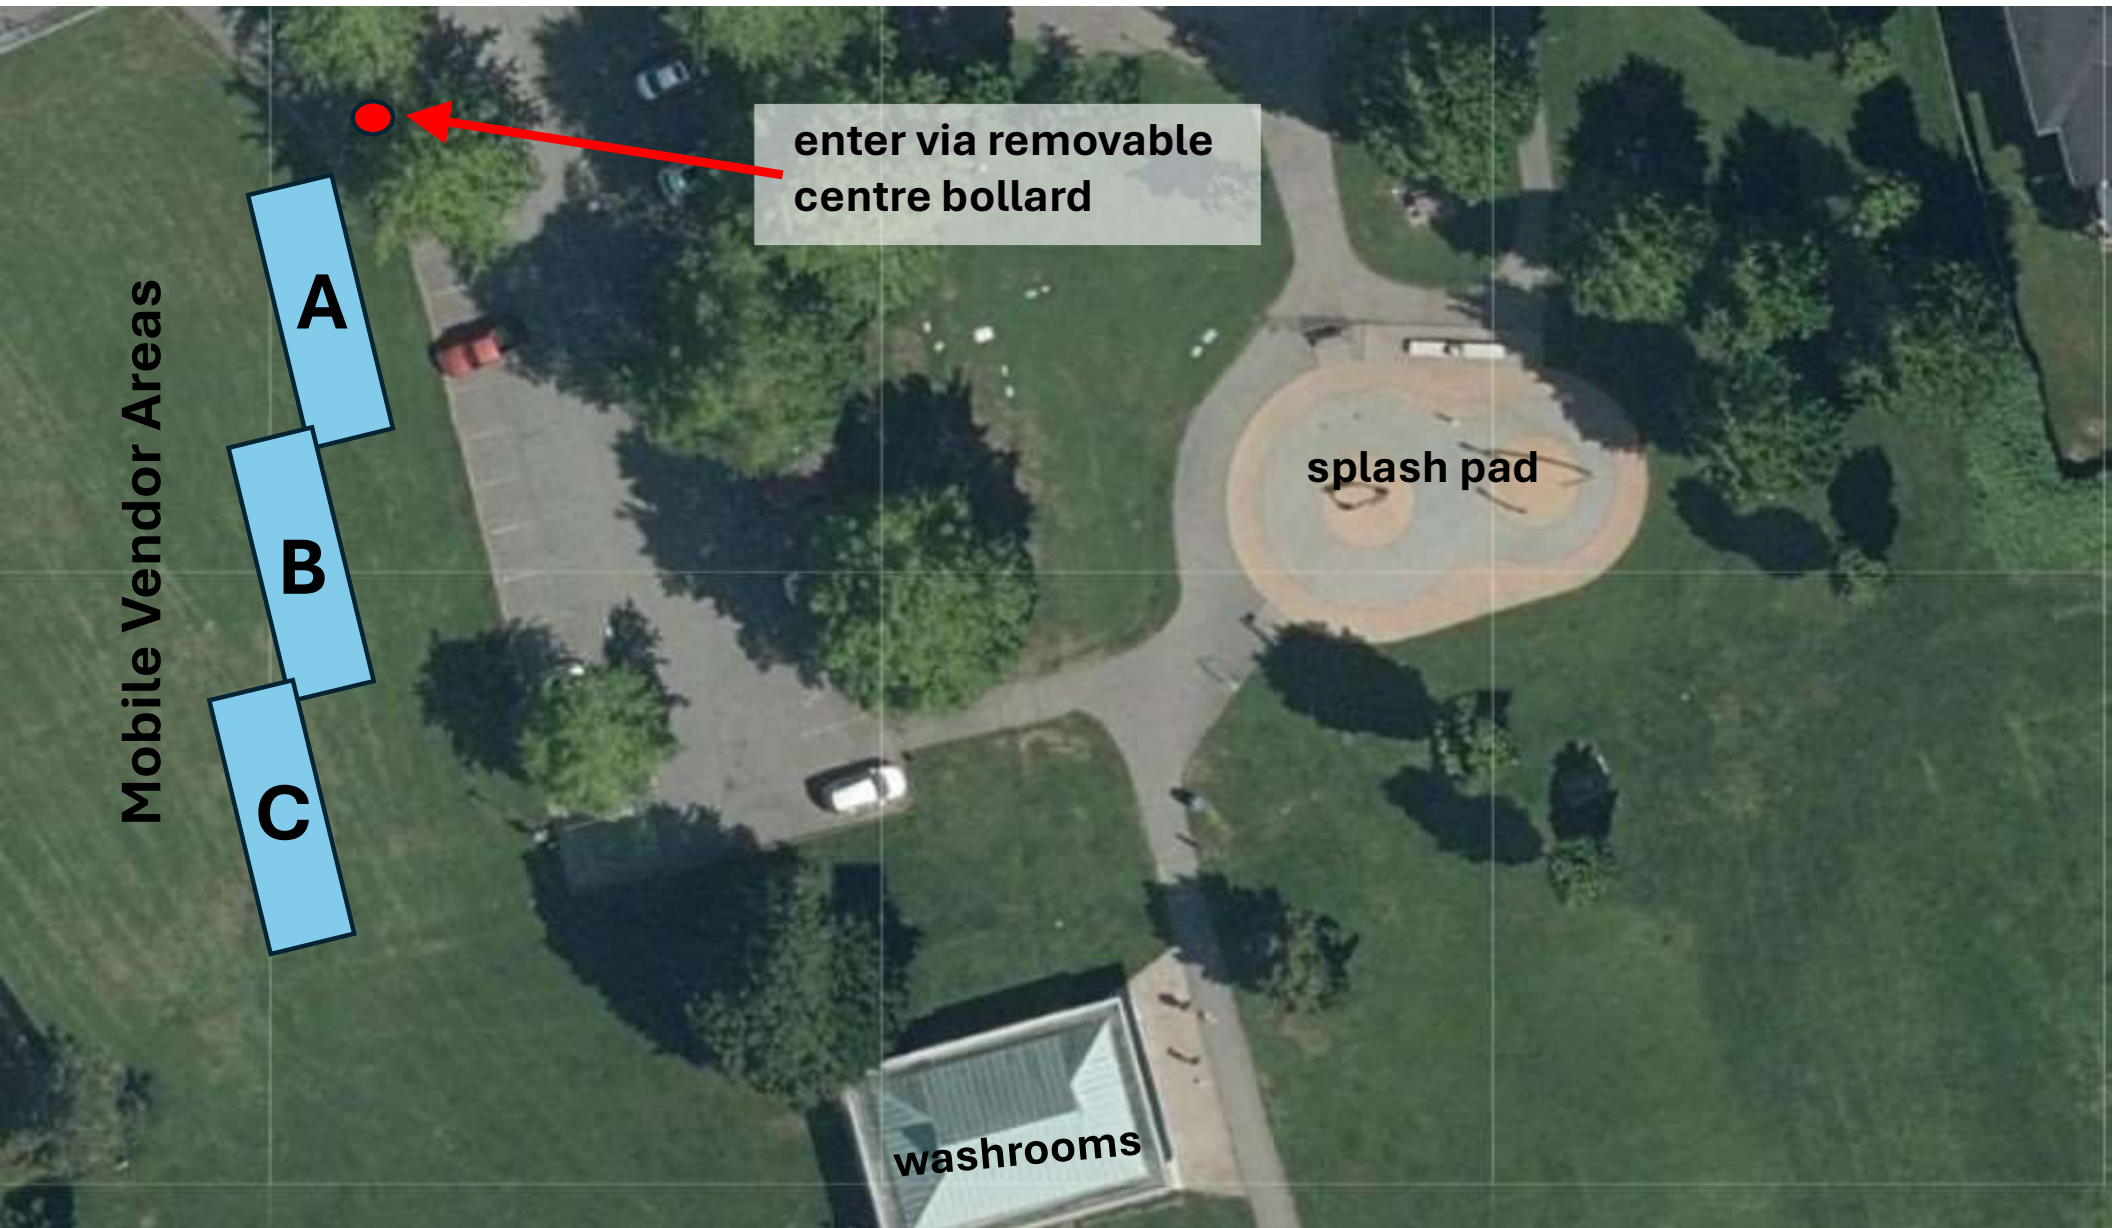 enter via removable
centre bollard
Mobile Vendor Areas
A
B
C
splash pad
washrooms